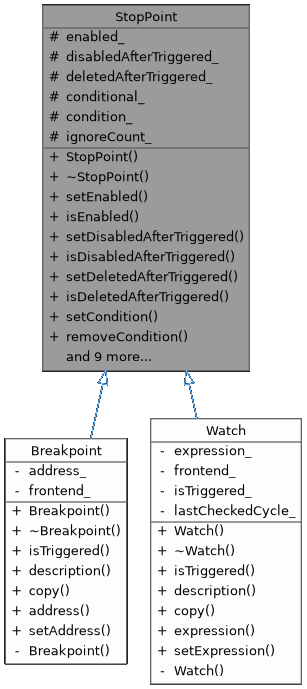 StopPoint
# enabled_
# disabledAfterTriggered_
# deletedAfterTriggered_
# conditional_
# condition_
# ignoreCount_
+ StopPoint()
+ ~StopPoint()
+ setEnabled()
+ isEnabled()
+ setDisabledAfterTriggered()
+ isDisabledAfterTriggered()
+ setDeletedAfterTriggered()
+ isDeletedAfterTriggered()
+ setCondition()
+ removeCondition()
and 9 more...
Breakpoint
- address_
- frontend_
+ Breakpoint()
+ ~Breakpoint()
+ isTriggered()
+ description()
+ copy()
+ address()
+ setAddress()
- Breakpoint()
Watch
- expression_
- frontend_
- isTriggered_
- lastCheckedCycle_
+ Watch()
+ ~Watch()
+ isTriggered()
+ description()
+ copy()
+ expression()
+ setExpression()
- Watch()